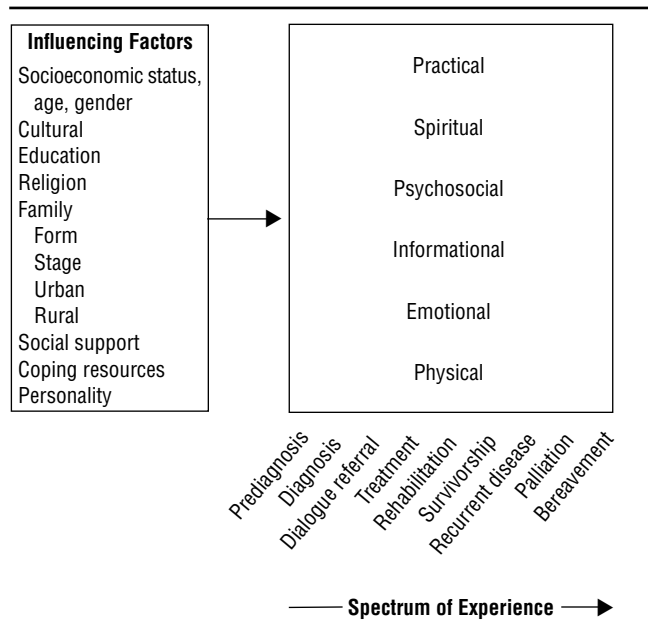 Influencing Factors
Socioeconomic status,
age, gender
Cultural
Education
Religion
Family
Form
Stage
Urban
Rural
Social support
Coping resources
Personality
Practical
Spiritual
Psychosocial
Informational
Emotional
Physical
Prediagnosis
Diagnosis
Dialogue referral
Treatment
Rehabilitation
Survivorship
Recurrent disease
Palliation
Bereavement
Spectrum of Experience